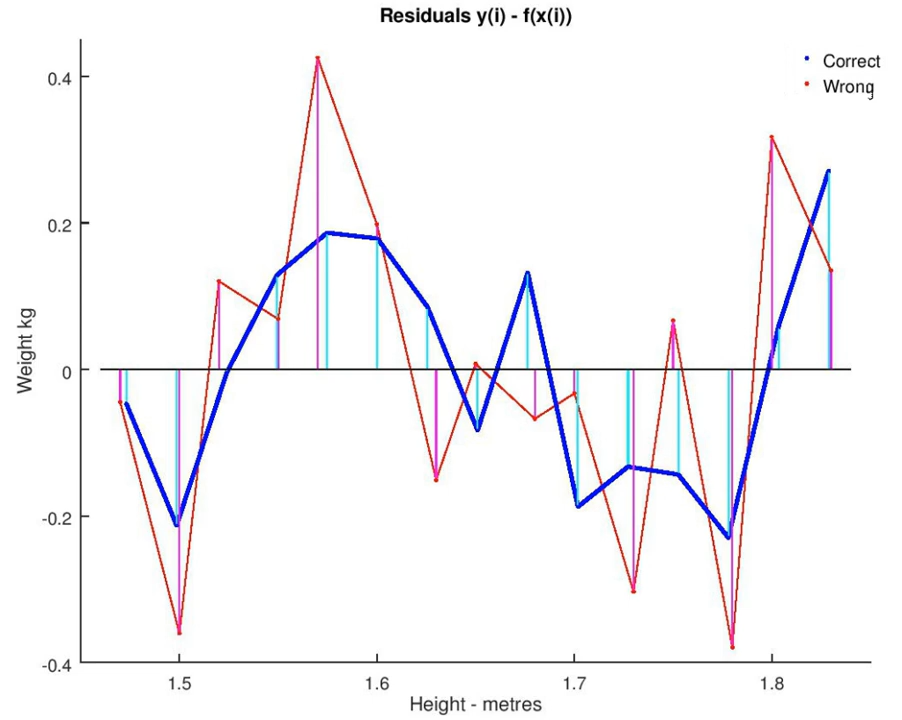 Residuals y(i) - f(x(i))
Correct
Wrong
0.4
0.2
0
-0.2
-0.4
Weight kg
1.5 1.6 1.7 1.8
Height - metres